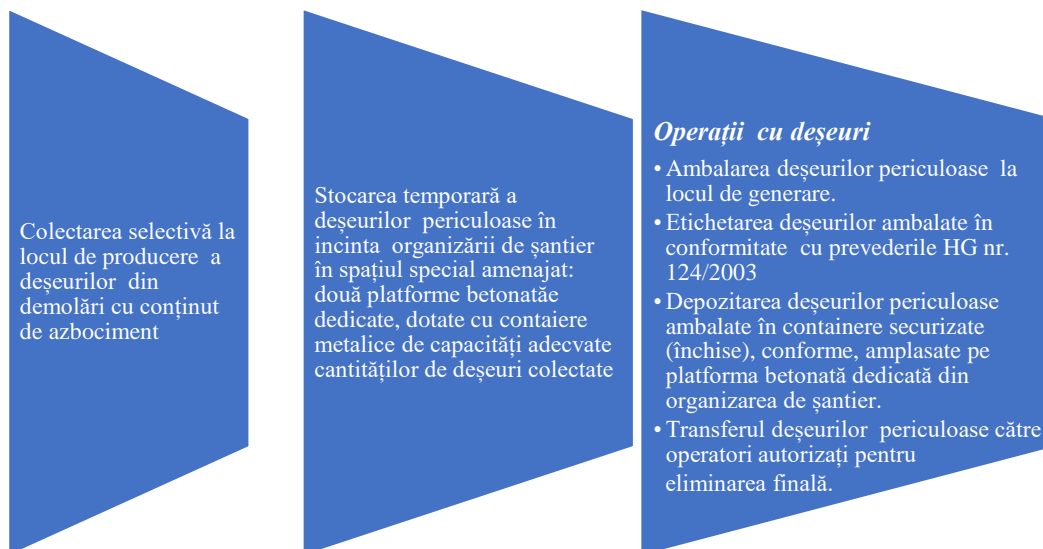 Colectarea selectivă la
locul de producere a
deșeurilor din
demolări cu conținut
de azbociment
Stocarea temporară a
deșeurilor periculoase în
incinta organizării de șantier
în spațiul special amenajat:
două platforme betonatăe
dedicate, dotate cu contaiere
metalice de capacități adecvate
cantităților de deșeuri colectate
Operații cu deșeuri
• Ambalarea deșeurilor periculoase la
locul de generare.
• Etichetarea deșeurilor ambalate în
conformitate cu prevederile HG nr.
124/2003
• Depozitarea deșeurilor periculoase
ambalate în containere securizate
(închise), conforme, amplasate pe
platforma betonată dedicată din
organizarea de șantier.
• Transferul deșeurilor periculoase către
operatori autorizați pentru
eliminarea finală.